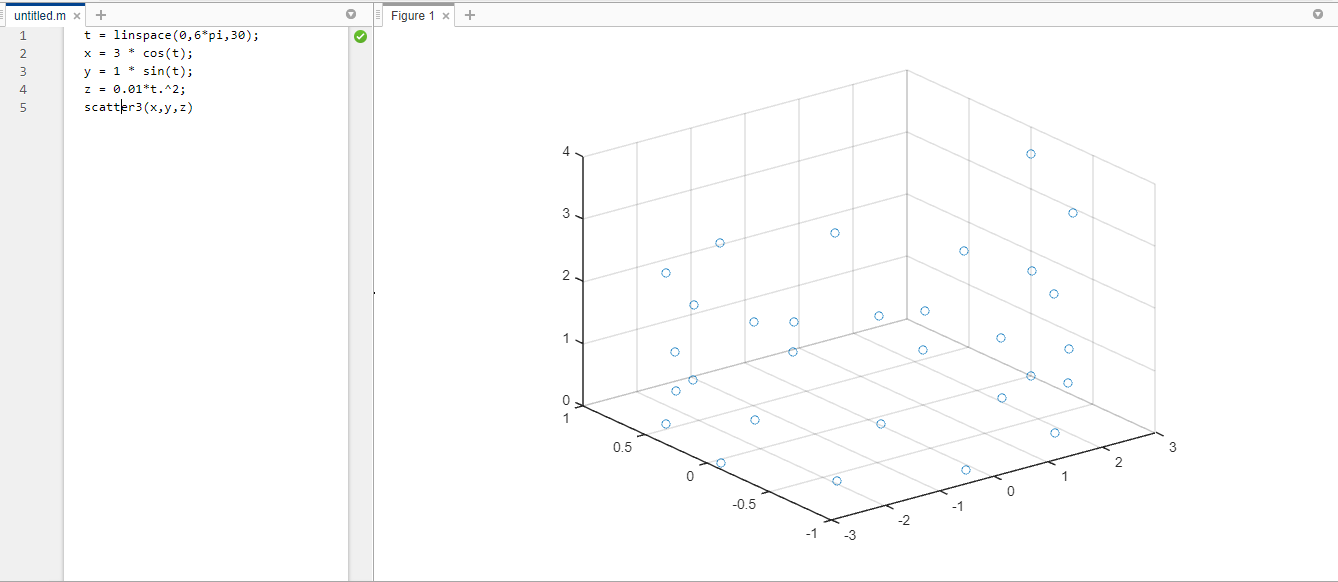 untitled.m × +
Figure 1 × +
1 t = linspace(0,6*pi,30);
2 x = 3 * cos(t);
3 y = 1 * sin(t);
4 z = 0.01*t.^2;
5 scatter3(x,y,z)
4
3
2
1
0
1
0.5
0
-0.5
-1
-3
-2
-1
0
1
2
3